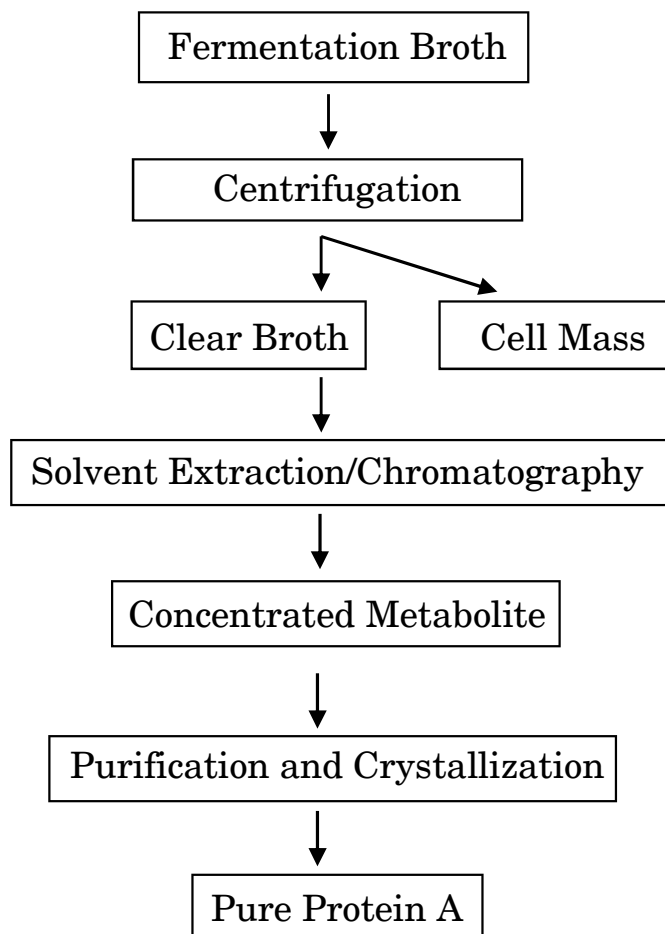 Fermentation Broth
Centrifugation
Clear Broth
Cell Mass
Solvent Extraction/Chromatography
Concentrated Metabolite
Purification and Crystallization
Pure Protein A